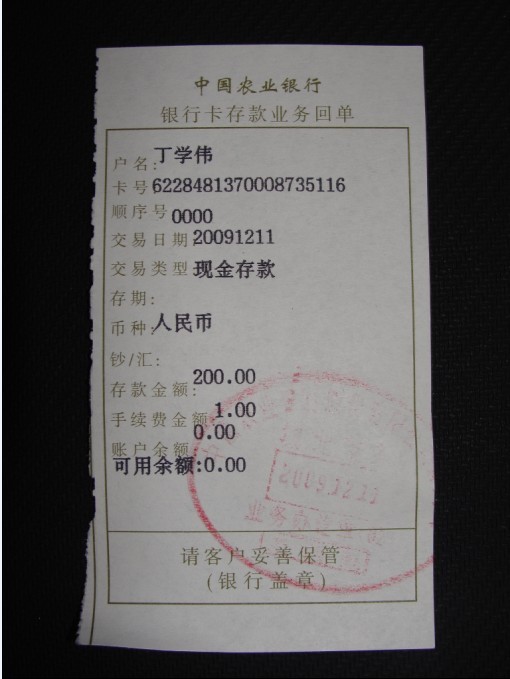 中国农业银行
银行卡存款业务回单
户名:丁学伟
卡号6228481370008735116
顺序号0000
交易日期20091211
交易类型现金存款
存期:
币种:人民币
钞/汇:
存款金额:200.00
手续费金额1.00
账户余额0.00
可用余额:0.00
2009.12.11
请客户妥善保管
(银行盖章)